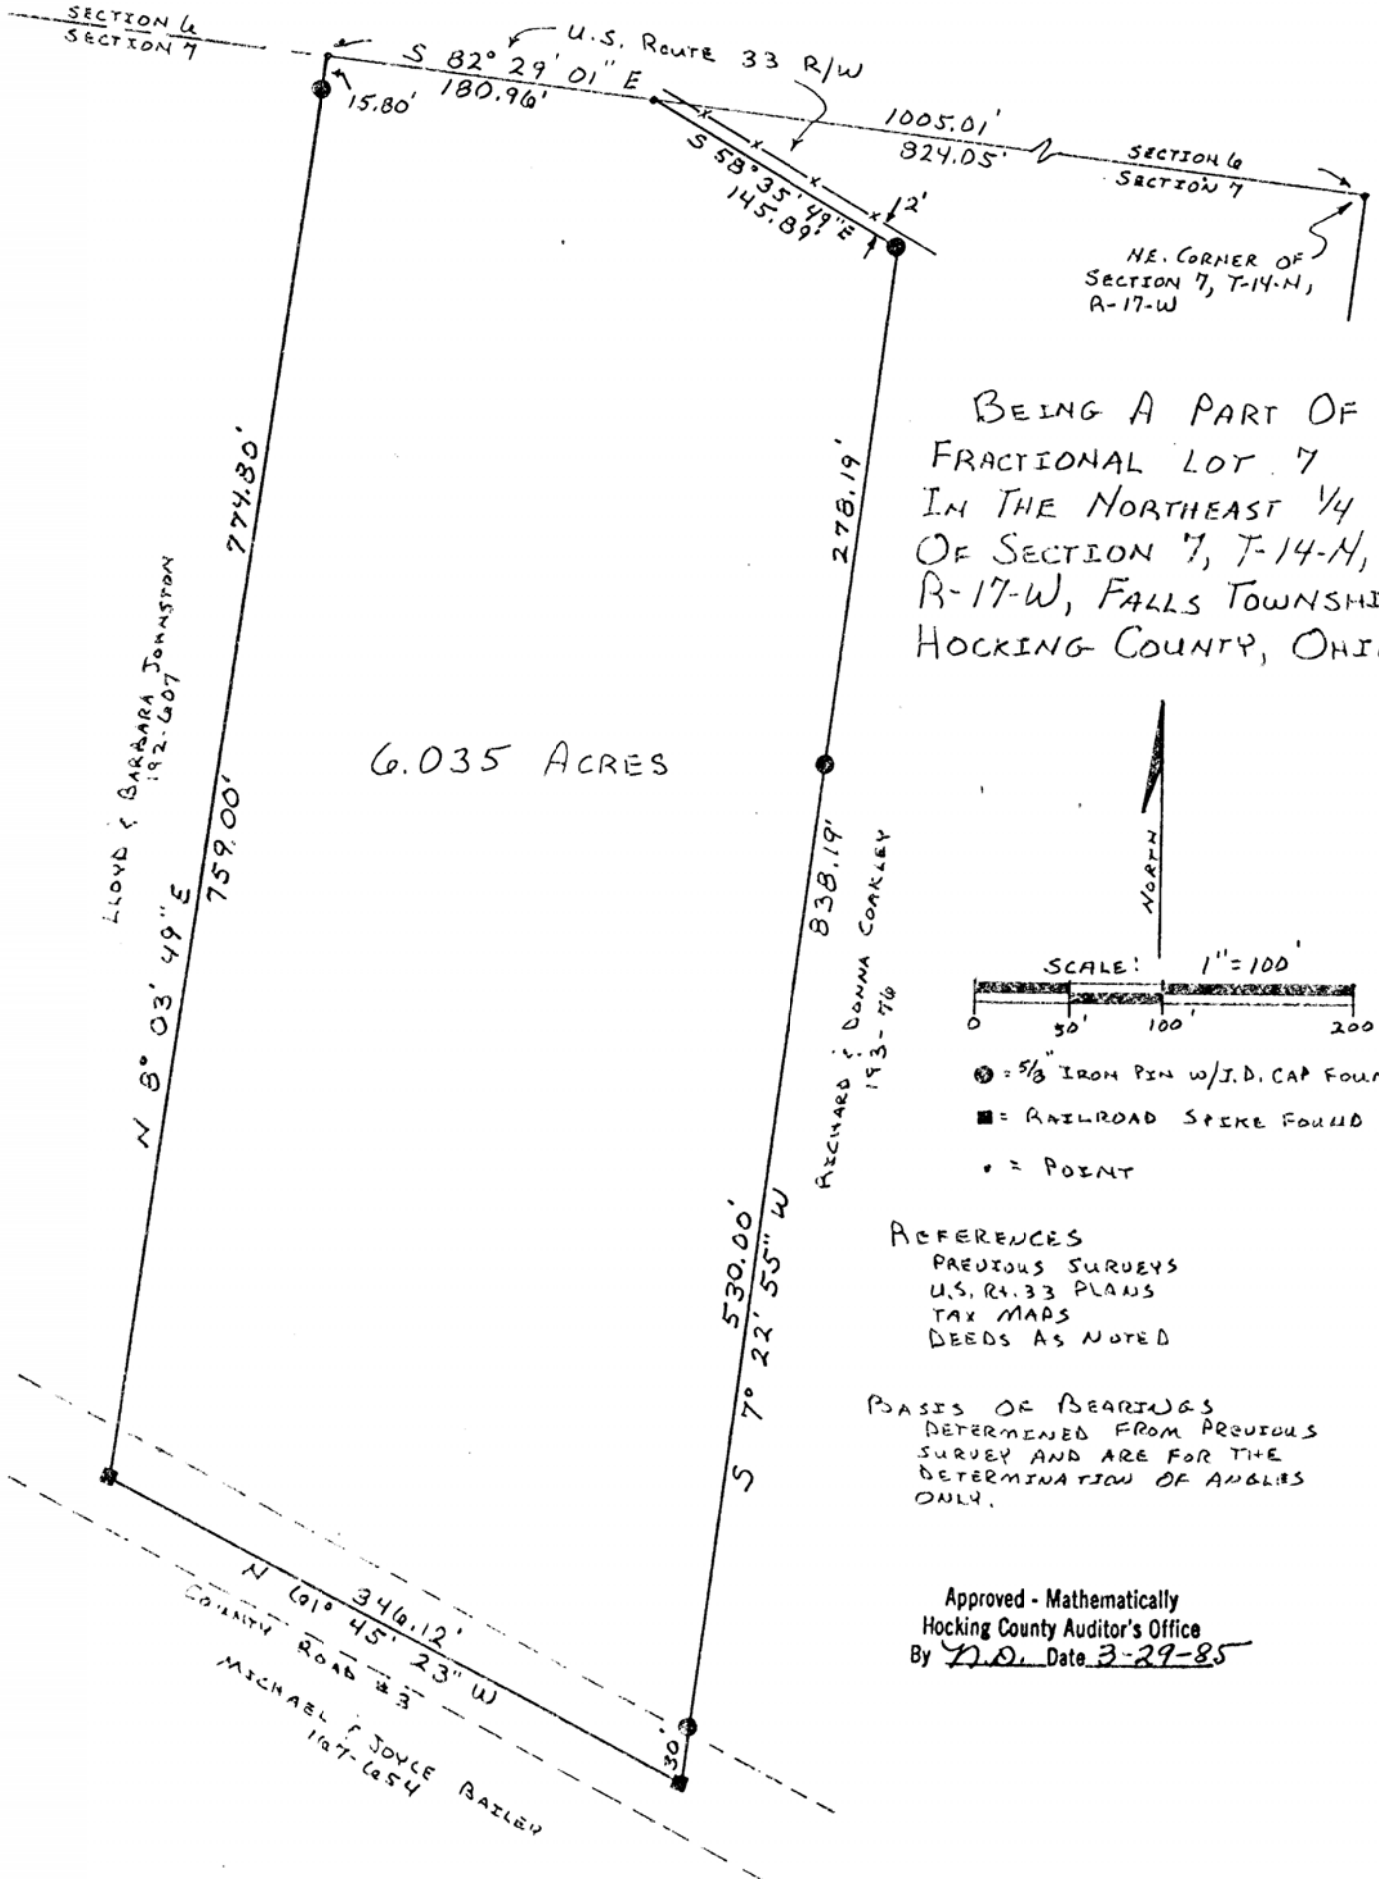 SECTION 6
SECTION 7
S 82° 29' 01" E
180.96'
U.S. ROUTE 33 R/W
15.80'
1005.01'
824.05'
SECTION 6
SECTION 7
S 58° 35' 49" E
145.89'
2'
NE. CORNER OF
SECTION 7, T-14-N,
R-17-W
BEING A PART OF
FRACTIONAL LOT 7
IN THE NORTHEAST 1/4
OF SECTION 7, T-14-N,
R-17-W, FALLS TOWNSHI
HOCKING COUNTY, OHI
774.80'
278.19'
LLOYD & BARBARA JOHNSTON
192-607
6.035 ACRES
N 8° 03' 49" E
759.00'
838.19'
RICHARD & DONNA COAKLEY
193-76
NORTH
SCALE: 1"=100'
0 50' 100' 200
= 5/8" IRON PIN W/I.D. CAP FOUN
= RAILROAD SPIKE FOUND
= POINT
530.00'
S 7° 22' 55" W
REFERENCES
PREVIOUS SURVEYS
U.S. Rt. 33 PLANS
TAX MAPS
DEEDS AS NOTED
BASIS OF BEARINGS
DETERMINED FROM PREVIOUS
SURVEY AND ARE FOR THE
DETERMINATION OF ANGLES
ONLY.
346.12'
N 61° 45' 23" W
COUNTY ROAD #3
MICHAEL & JOYCE BAILEY
167-654
30'
Approved - Mathematically
Hocking County Auditor's Office
By N.D. Date 3-29-85